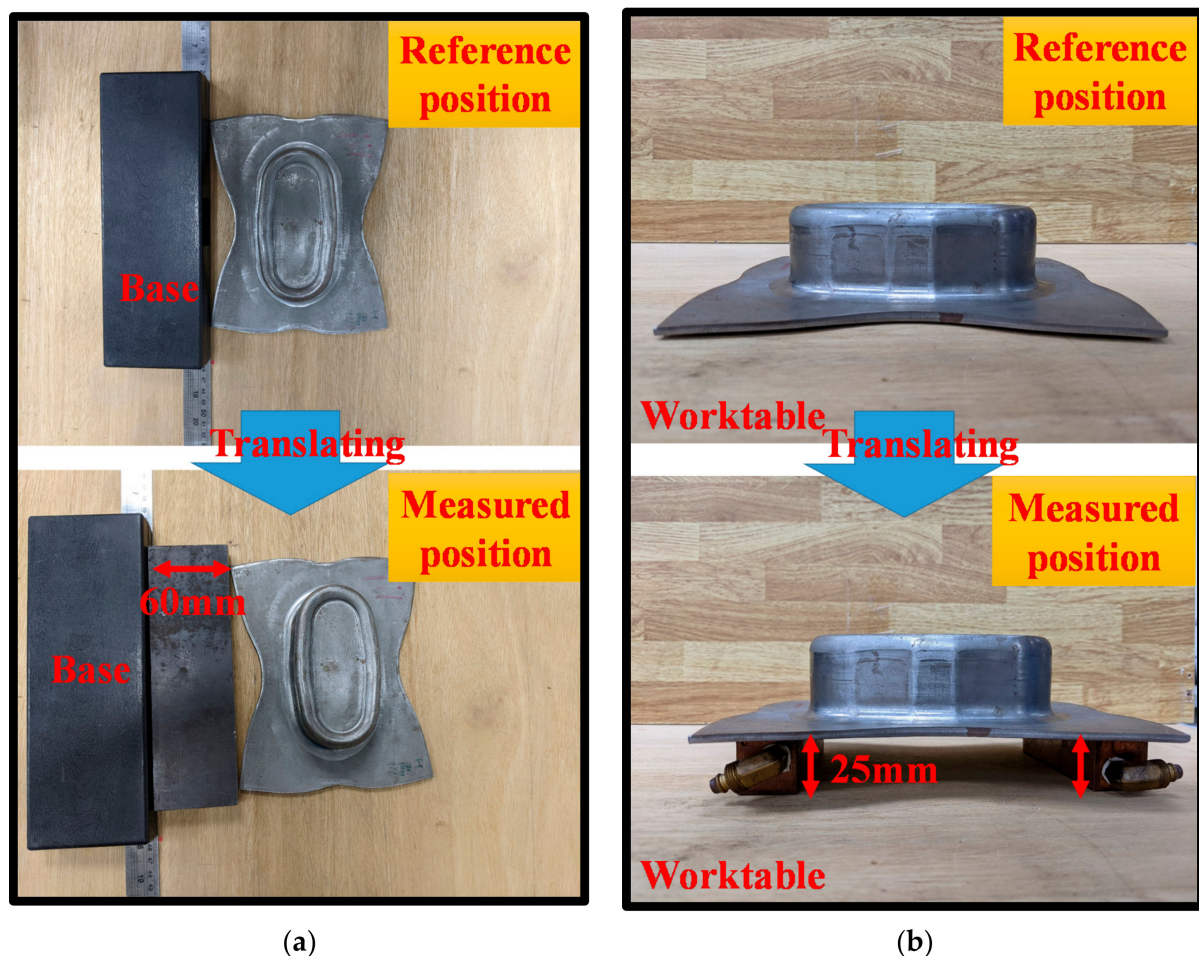 Reference
position
Base
Translating
Measured
position
60mm
Base
(a)
Reference
position
Worktable
Translating
Measured
position
25mm
Worktable
(b)